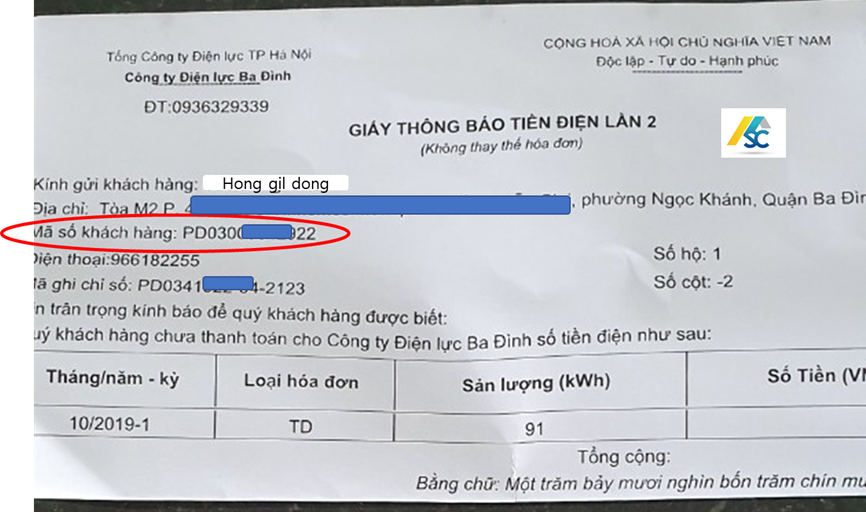 Tổng Công ty Điện lực TP Hà Nội
Công ty Điện lực Ba Đình
ĐT:0936329339
CỘNG HOÀ XÃ HỘI CHỦ NGHĨA VIỆT NAM
Độc lập - Tự do - Hạnh phúc
GIẤY THÔNG BÁO TIỀN ĐIỆN LẦN 2
(Không thay thế hóa đơn)
SC
Kính gửi khách hàng: Hong gil dong
Địa chỉ: Tòa M2.P. phường Ngọc Khánh, Quận Ba Đìn
Mã số khách hàng: PD0300 922
Điện thoại:966182255
Số hộ: 1
Mã ghi chỉ số: PD0341 -2123
Số cột: -2
n trân trọng kính báo để quý khách hàng được biết:
uý khách hàng chưa thanh toán cho Công ty Điện lực Ba Đình số tiền điện như sau:
Tháng/năm - kỳ Loại hóa đơn Sản lượng (kWh) Số Tiền (VN
10/2019-1 TD 91
Tổng cộng:
Bằng chữ: Một trăm bảy mươi nghìn bốn trăm chín mư